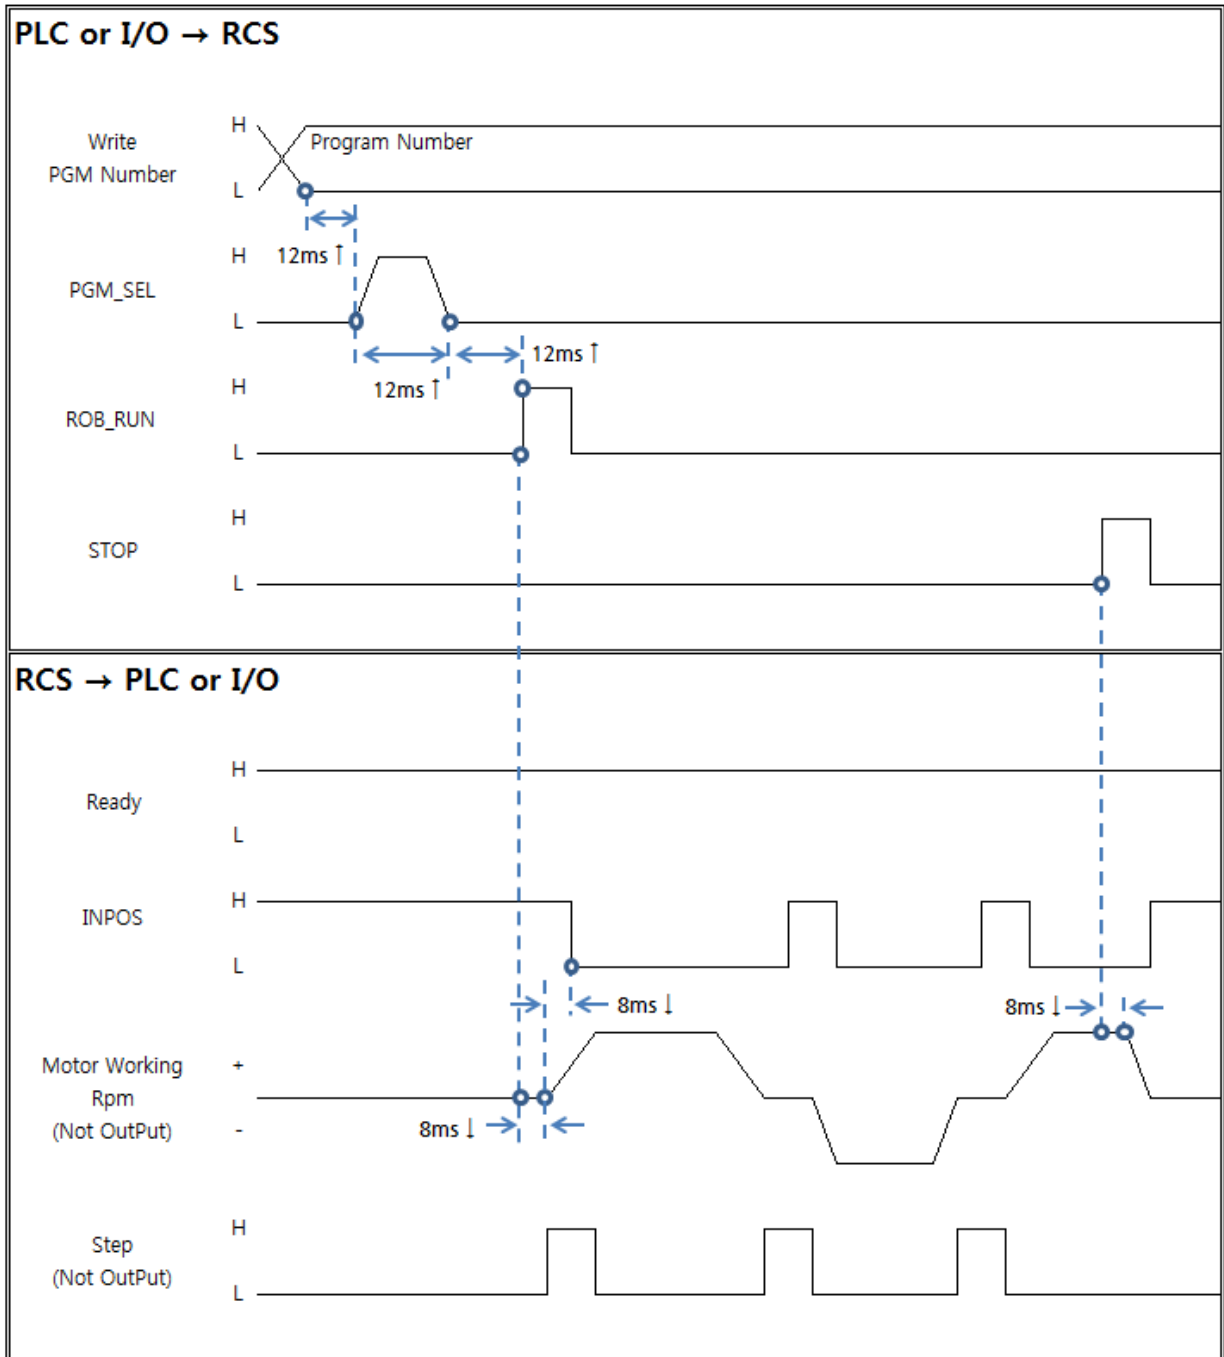 PLC or I/O → RCS
H
Write
PGM Number
Program Number
L
12ms↑
H
PGM_SEL
L
12ms↑
12ms↑
H
ROB_RUN
L
H
STOP
L
RCS → PLC or I/O
H
Ready
L
H
INPOS
L
8ms↓
8ms↓
Motor Working
Rpm
(Not OutPut)
+
-
8ms↓
H
Step
(Not OutPut)
L